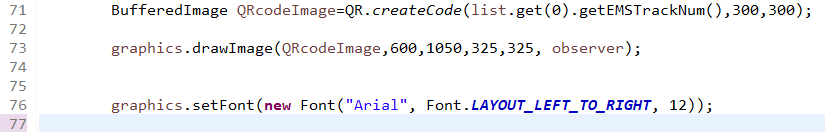 71 BufferedImage QRcodeImage=QR.createCode(list.get(0).getEMSTrackNum(),300,300);
72
73 graphics.drawImage(QRcodeImage,600,1050,325,325, observer);
74
75
76 graphics.setFont(new Font("Arial", Font.LAYOUT_LEFT_TO_RIGHT, 12));
77